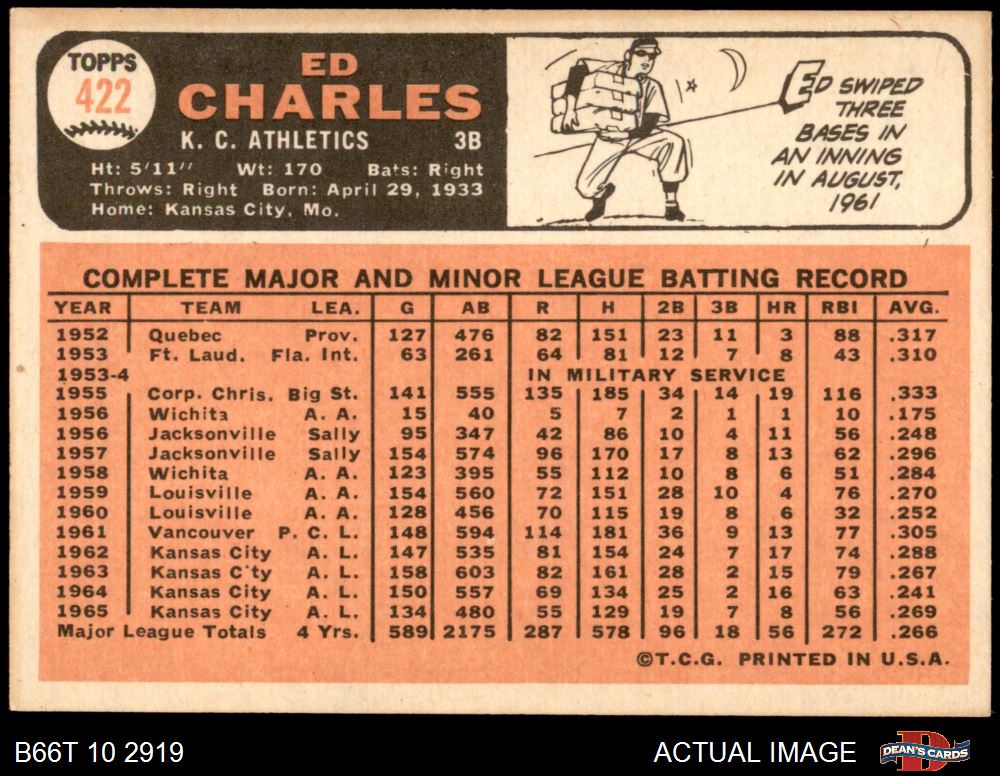 TOPPS
422
ED
CHARLES
K. C. ATHLETICS 3B
Ht: 5'11'' Wt: 170 Bats: Right
Throws: Right Born: April 29, 1933
Home: Kansas City, Mo.
ED SWIPED
THREE
BASES IN
AN INNING
IN AUGUST,
1961
COMPLETE MAJOR AND MINOR LEAGUE BATTING RECORD
YEAR TEAM LEA. G AB R H 2B 3B HR RBI AVG.
1952 Quebec Prov. 127 476 82 151 23 11 3 88 .317
1953 Ft. Laud. Fla. Int. 63 261 64 81 12 7 8 43 .310
1953-4 IN MILITARY SERVICE
1955 Corp. Chris. Big St. 141 555 135 185 34 14 19 116 .333
1956 Wichita A. A. 15 40 5 7 2 1 1 10 .175
1956 Jacksonville Sally 95 347 42 86 10 4 11 56 .248
1957 Jacksonville Sally 154 574 96 170 17 8 13 62 .296
1958 Wichita A. A. 123 395 55 112 10 8 6 51 .284
1959 Louisville A. A. 154 560 72 151 28 10 4 76 .270
1960 Louisville A. A. 128 456 70 115 19 8 6 32 .252
1961 Vancouver P. C. L. 148 594 114 181 36 9 13 77 .305
1962 Kansas City A. L. 147 535 81 154 24 7 17 74 .288
1963 Kansas City A. L. 158 603 82 161 28 2 15 79 .267
1964 Kansas City A. L. 150 557 69 134 25 2 16 63 .241
1965 Kansas City A. L. 134 480 55 129 19 7 8 56 .269
Major League Totals 4 Yrs. 589 2175 287 578 96 18 56 272 .266
©T.C.G. PRINTED IN U.S.A.
B66T 10 2919 ACTUAL IMAGE DEAN'S CARDS